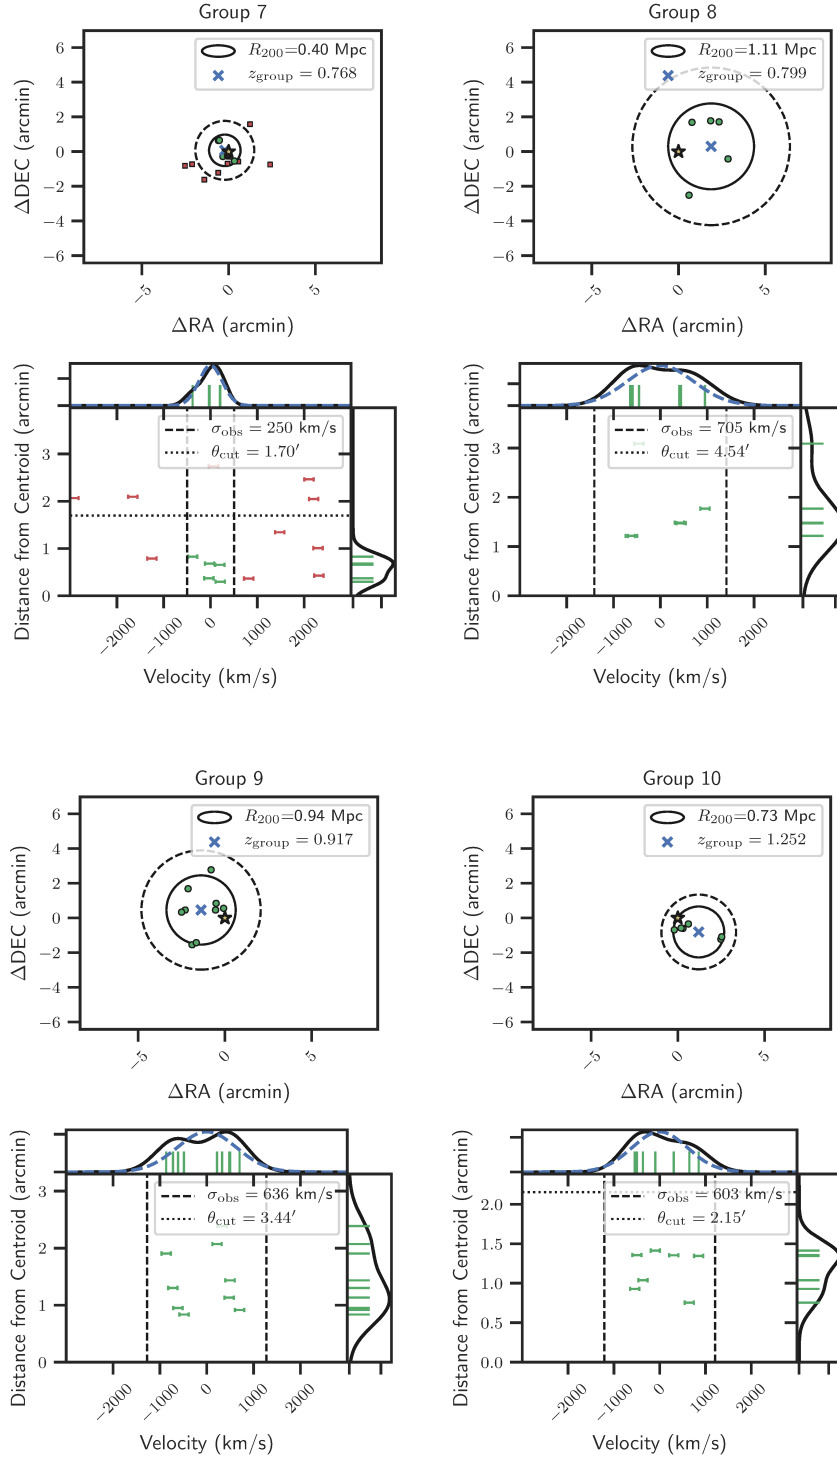 Group 7
ΔDEC (arcmin)
6
4
2
0
−2
−4
−6
R200=0.40 Mpc
zgroup = 0.768
−5
0
5
ΔRA (arcmin)
Group 8
ΔDEC (arcmin)
6
4
2
0
−2
−4
−6
R200=1.11 Mpc
zgroup = 0.799
−5
0
5
ΔRA (arcmin)
Distance from Centroid (arcmin)
3
2
1
0
σobs = 250 km/s
θcut = 1.70′
−2000
−1000
0
1000
2000
Velocity (km/s)
Distance from Centroid (arcmin)
3
2
1
0
σobs = 705 km/s
θcut = 4.54′
−2000
−1000
0
1000
2000
Velocity (km/s)
Group 9
ΔDEC (arcmin)
6
4
2
0
−2
−4
−6
R200=0.94 Mpc
zgroup = 0.917
−5
0
5
ΔRA (arcmin)
Group 10
ΔDEC (arcmin)
6
4
2
0
−2
−4
−6
R200=0.73 Mpc
zgroup = 1.252
−5
0
5
ΔRA (arcmin)
Distance from Centroid (arcmin)
3
2
1
0
σobs = 636 km/s
θcut = 3.44′
−2000
−1000
0
1000
2000
Velocity (km/s)
Distance from Centroid (arcmin)
2.0
1.5
1.0
0.5
0.0
σobs = 603 km/s
θcut = 2.15′
−2000
−1000
0
1000
2000
Velocity (km/s)